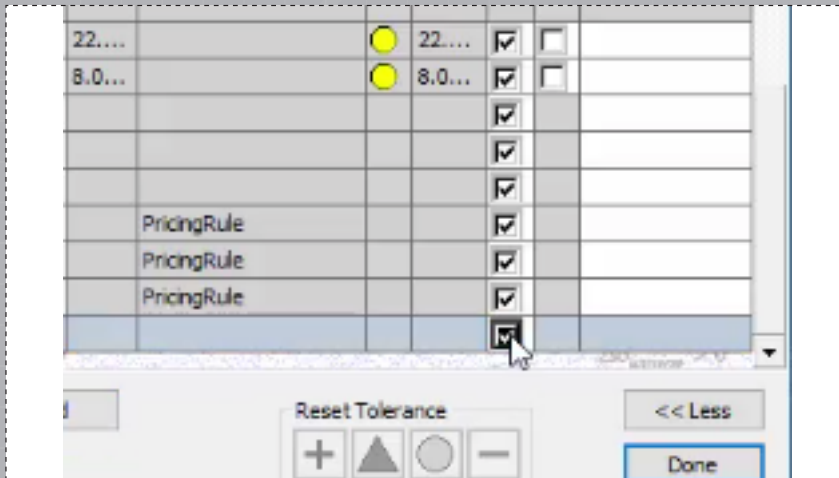 22.... 22....
8.0... 8.0...
PricingRule
PricingRule
PricingRule
Reset Tolerance << Less
Done